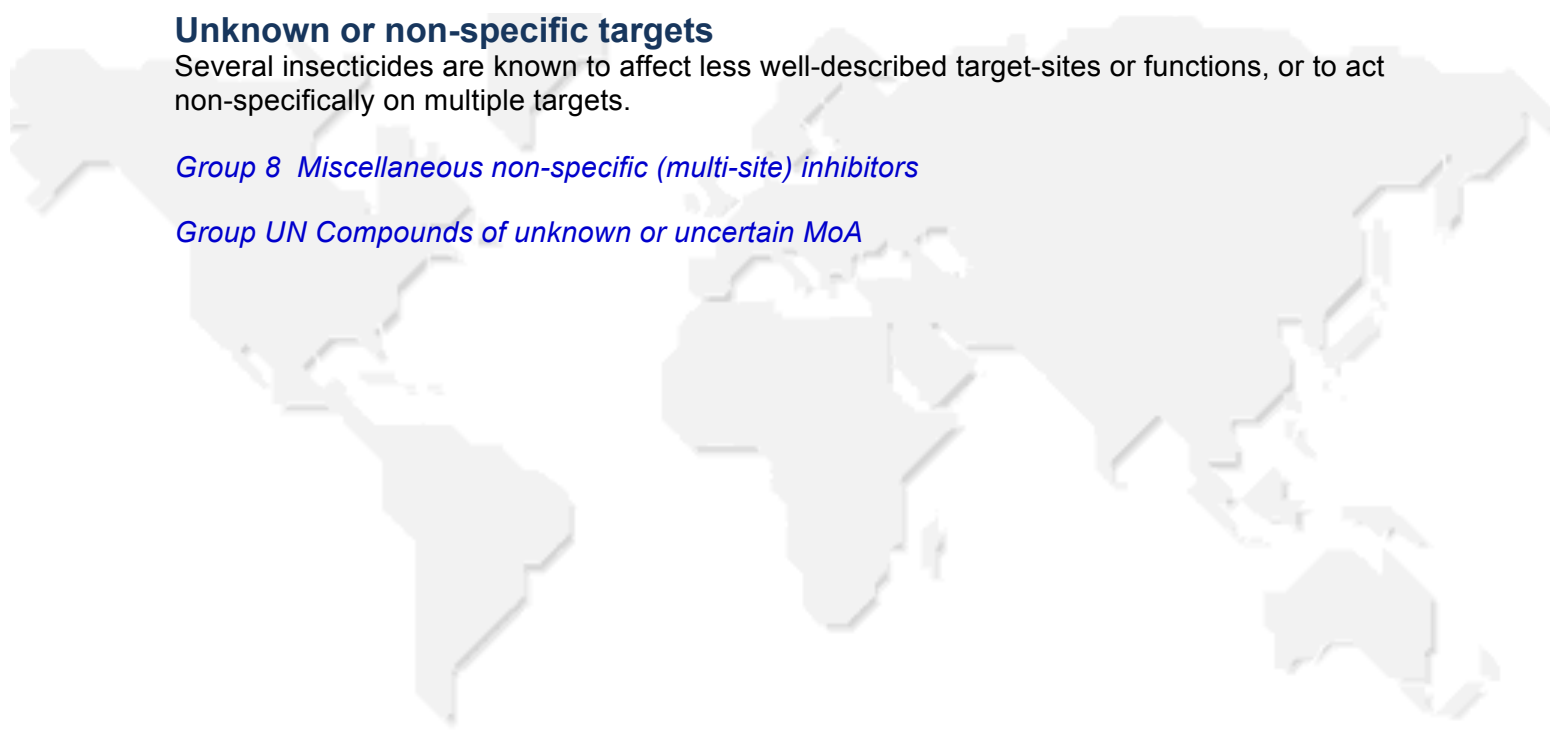 Unknown or non-specific targets
Several insecticides are known to affect less well-described target-sites or functions, or to act
non-specifically on multiple targets.
Group 8  Miscellaneous non-specific (multi-site) inhibitors
Group UN Compounds of unknown or uncertain MoA